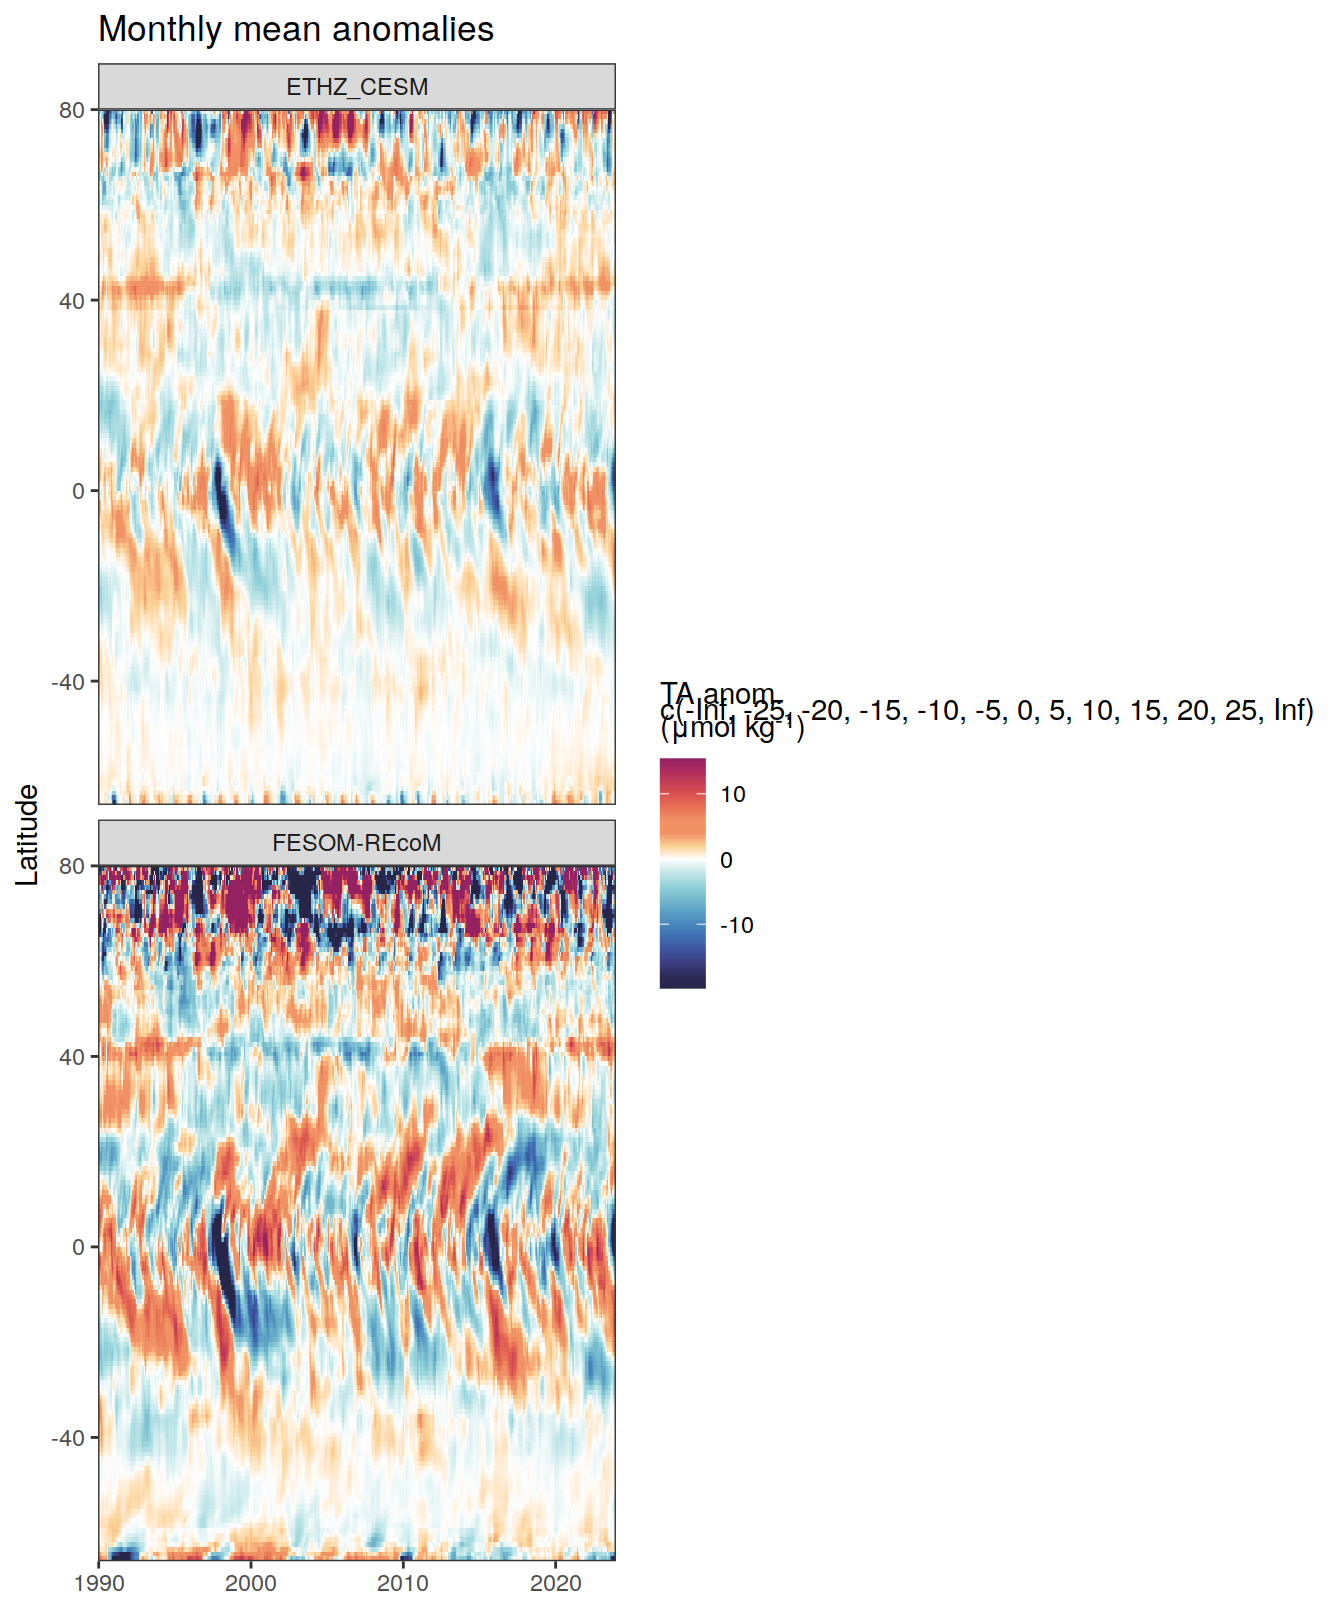 Monthly mean anomalies
ETHZ_CESM
80
40
0
-40
Latitude
FESOM-REcoM
80
40
0
-40
1990 2000 2010 2020
TA anom.
c(-Inf, -25, -20, -15, -10, -5, 0, 5, 10, 15, 20, 25, Inf)
(µmol kg⁻¹)
10
0
-10